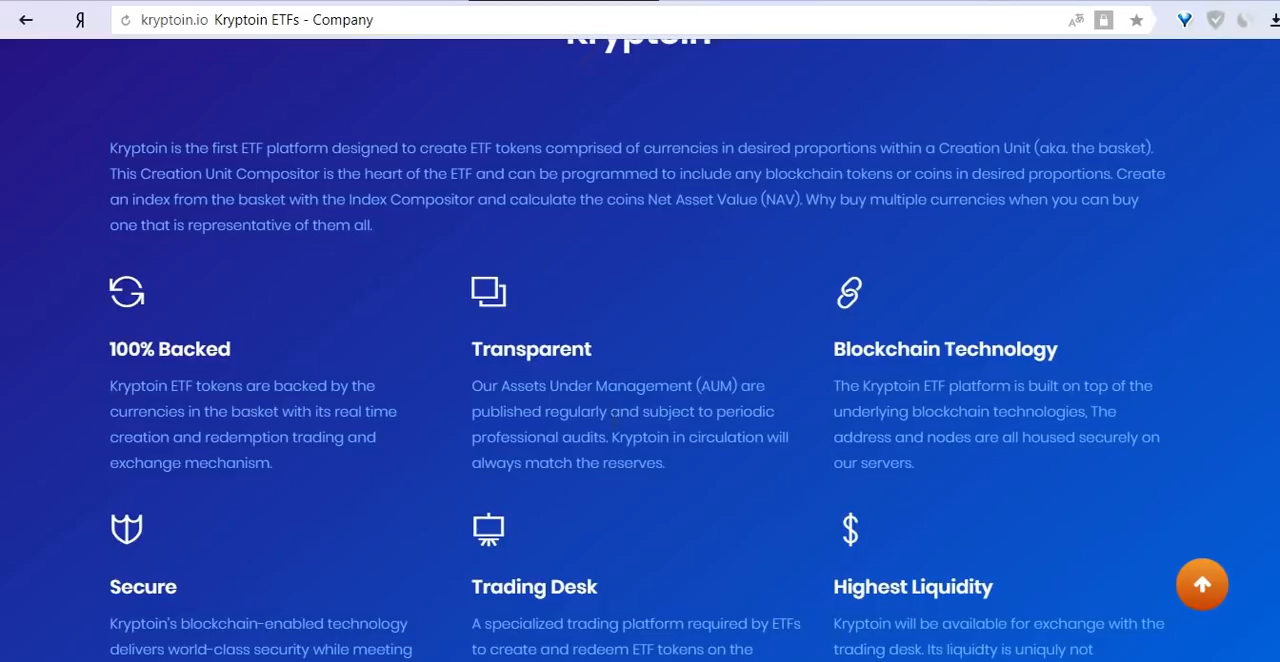 Я kryptoin.io Kryptoin ETFs - Company
Kryptoin
Kryptoin is the first ETF platform designed to create ETF tokens comprised of currencies in desired proportions within a Creation Unit (aka. the basket).
This Creation Unit Compositor is the heart of the ETF and can be programmed to include any blockchain tokens or coins in desired proportions. Create
an index from the basket with the Index Compositor and calculate the coins Net Asset Value (NAV). Why buy multiple currencies when you can buy
one that is representative of them all.
100% Backed
Kryptoin ETF tokens are backed by the
currencies in the basket with its real time
creation and redemption trading and
exchange mechanism.
Transparent
Our Assets Under Management (AUM) are
published regularly and subject to periodic
professional audits. Kryptoin in circulation will
always match the reserves.
Blockchain Technology
The Kryptoin ETF platform is built on top of the
underlying blockchain technologies, The
address and nodes are all housed securely on
our servers.
Secure
Kryptoin's blockchain-enabled technology
delivers world-class security while meeting
Trading Desk
A specialized trading platform required by ETFs
to create and redeem ETF tokens on the
Highest Liquidity
Kryptoin will be available for exchange with the
trading desk. Its liquidty is uniquly not